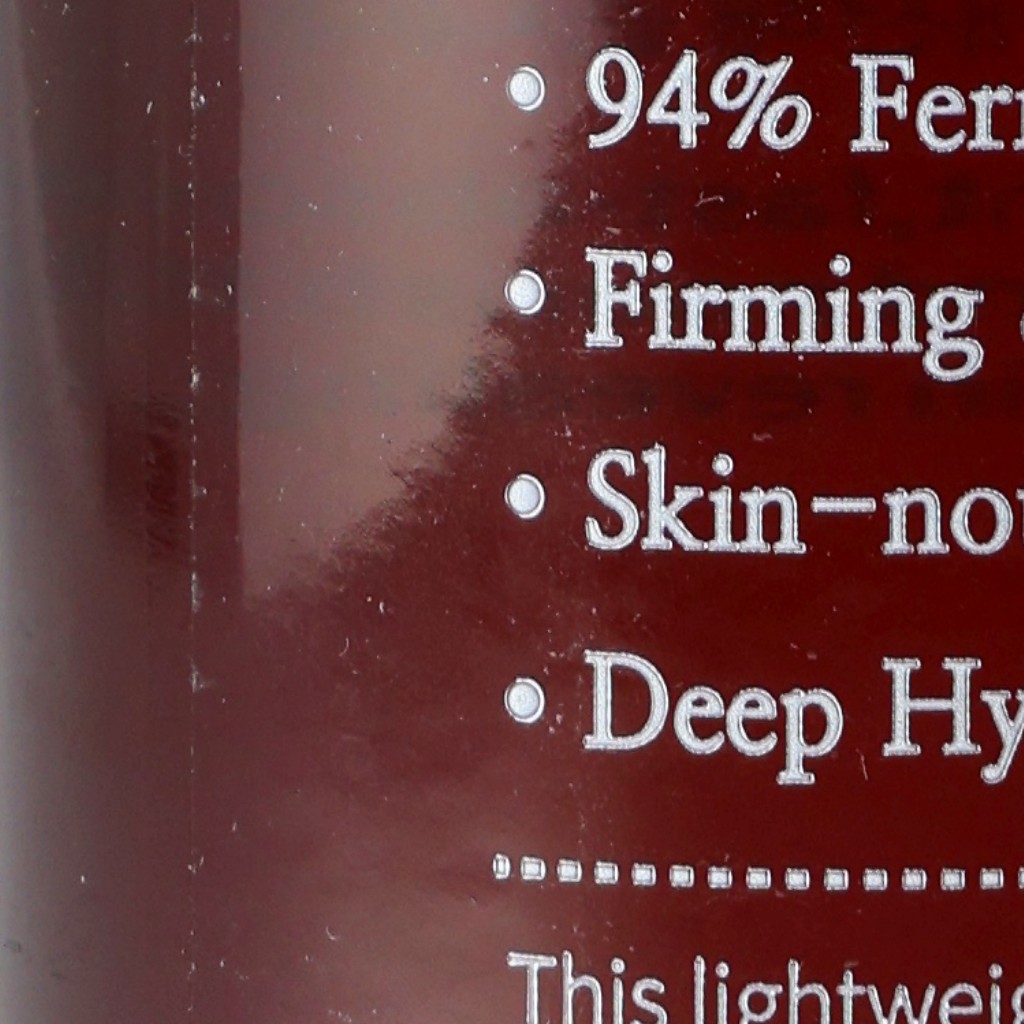 • 94% Fer
• Firming
• Skin-no
• Deep Hy
This lightwei